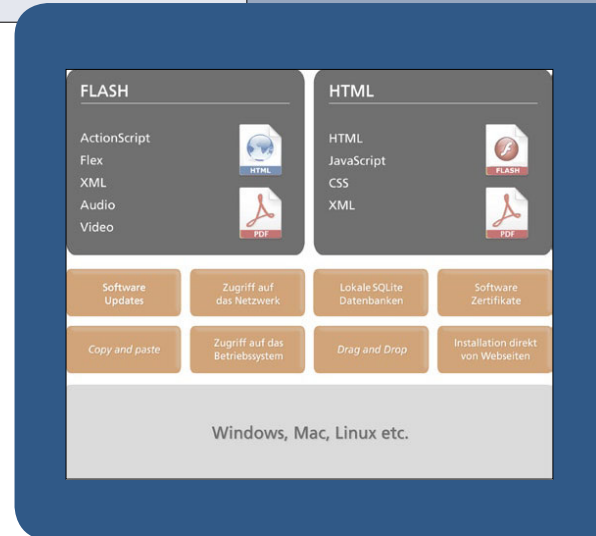 FLASH
ActionScript
Flex
XML
Audio
Video
HTML
PDF
HTML
HTML
JavaScript
CSS
XML
FLASH
PDF
Software
Updates
Zugriff auf
das Netzwerk
Lokale SQLite
Datenbanken
Software
Zertifikate
Copy and paste
Zugriff auf das
Betriebssystem
Drag and Drop
Installation direkt
von Webseiten
Windows, Mac, Linux etc.